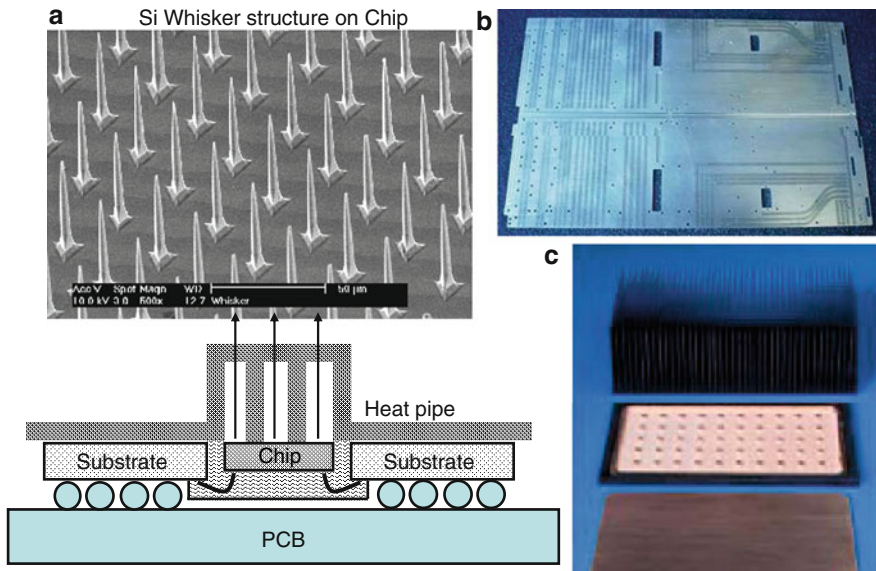 a
Si Whisker structure on Chip
Acc V Spot Magn WD 50 µm
10.0 kV 3.0 500x 12.7 Whisker
Heat pipe
Substrate
Chip
Substrate
PCB
b
c